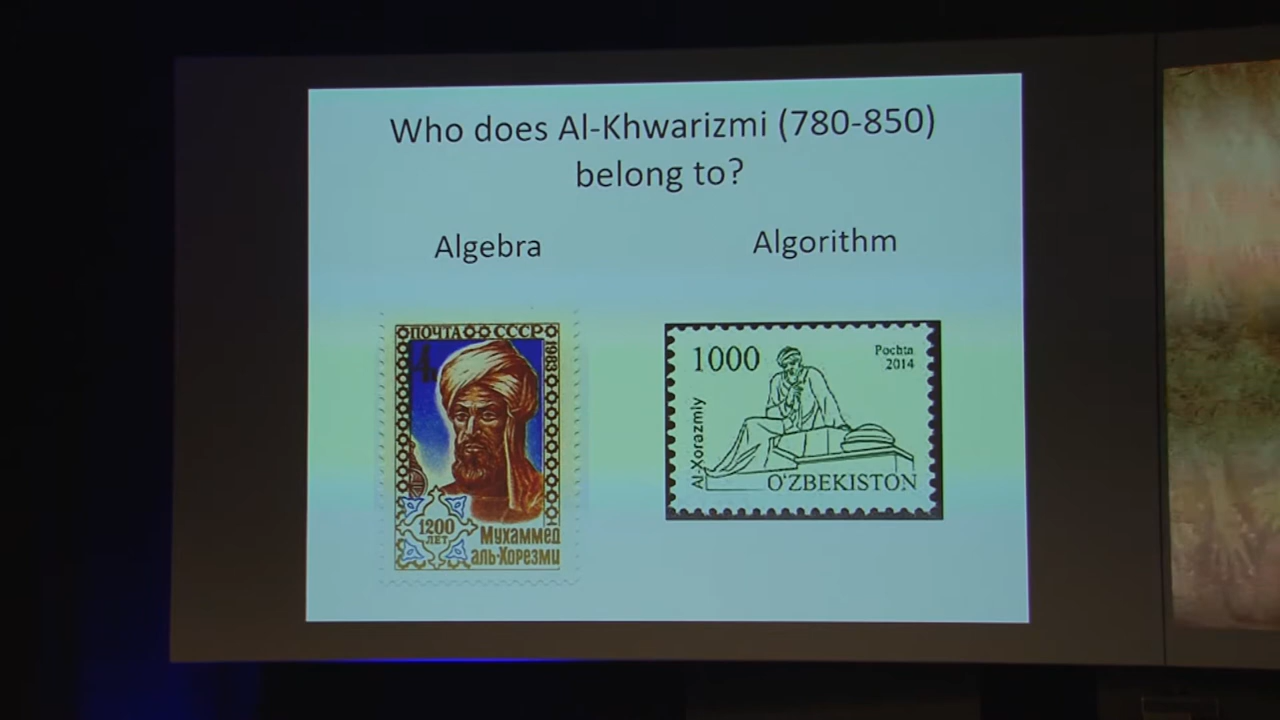 Who does Al-Khwarizmi (780-850)
belong to?
Algebra
Algorithm
ПОЧТА СССР
1983
4
1200
ЛЕТ
Мухаммед
аль-Хорезми
1000
Pochta
2014
Al-Xorazmiy
O'ZBEKISTON